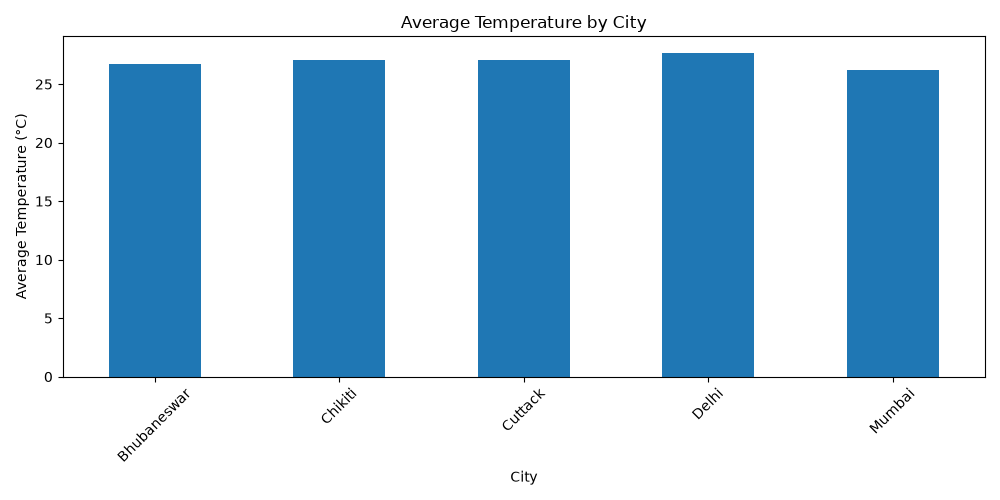 Average Temperature by City
Average Temperature (°C)
25
20
15
10
5
0
Bhubaneswar
Chikiti
Cuttack
Delhi
Mumbai
City